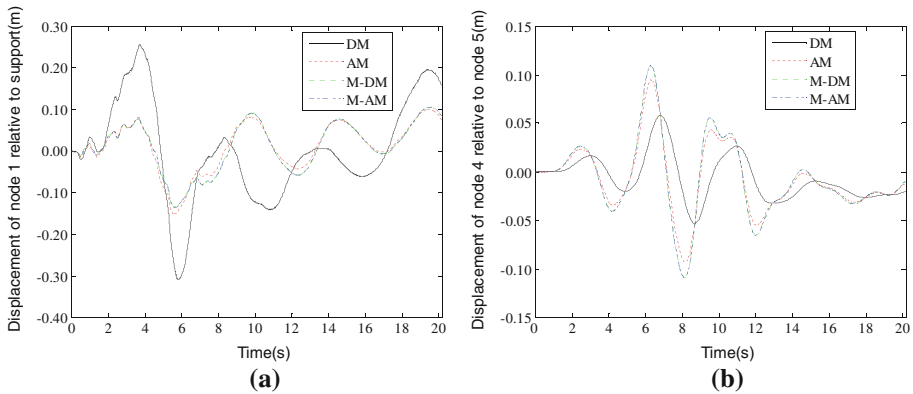 Displacement of node 1 relative to support(m)
0.30
0.20
0.10
0.00
-0.10
-0.20
-0.30
-0.40
DM
AM
M-DM
M-AM
0 2 4 6 8 10 12 14 16 18 20
Time(s)
(a)
Displacement of node 4 relative to node 5(m)
0.15
0.10
0.05
0.00
-0.05
-0.10
-0.15
DM
AM
M-DM
M-AM
0 2 4 6 8 10 12 14 16 18 20
Time(s)
(b)